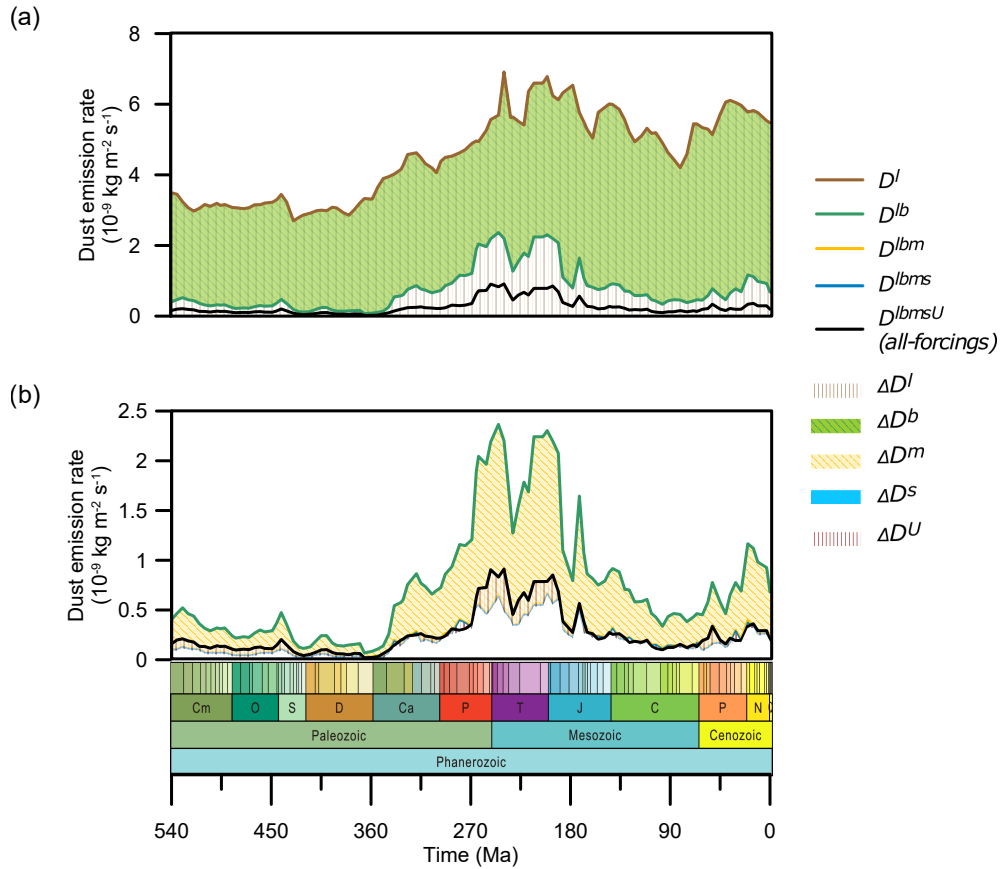 (a)
8
6
4
2
0
Dust emission rate
(10⁻⁹ kg m⁻² s⁻¹)
Dˡ
Dˡᵇ
Dˡᵇᵐ
Dˡᵇᵐˢ
Dˡᵇᵐˢᵁ
(all-forcings)
ΔDˡ
ΔDᵇ
ΔDᵐ
ΔDˢ
ΔDᵁ
(b)
2.5
2
1.5
1
0.5
0
Dust emission rate
(10⁻⁹ kg m⁻² s⁻¹)
Cm O S D Ca P T J C P N
Paleozoic Mesozoic Cenozoic
Phanerozoic
540 450 360 270 180 90 0
Time (Ma)